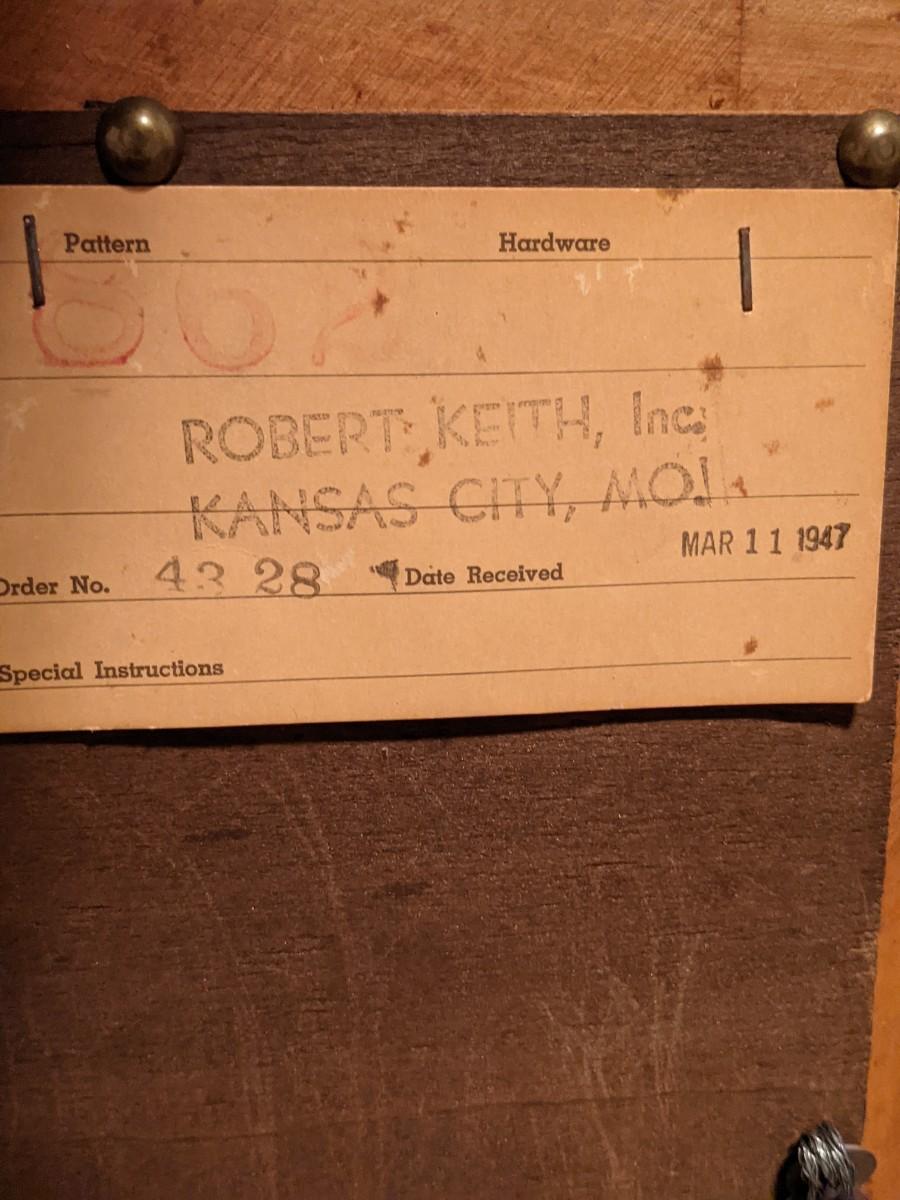 Pattern Hardware
862
ROBERT KEITH, Inc.
KANSAS CITY, MO.
MAR 11 1947
Order No. 43 28 Date Received
Special Instructions